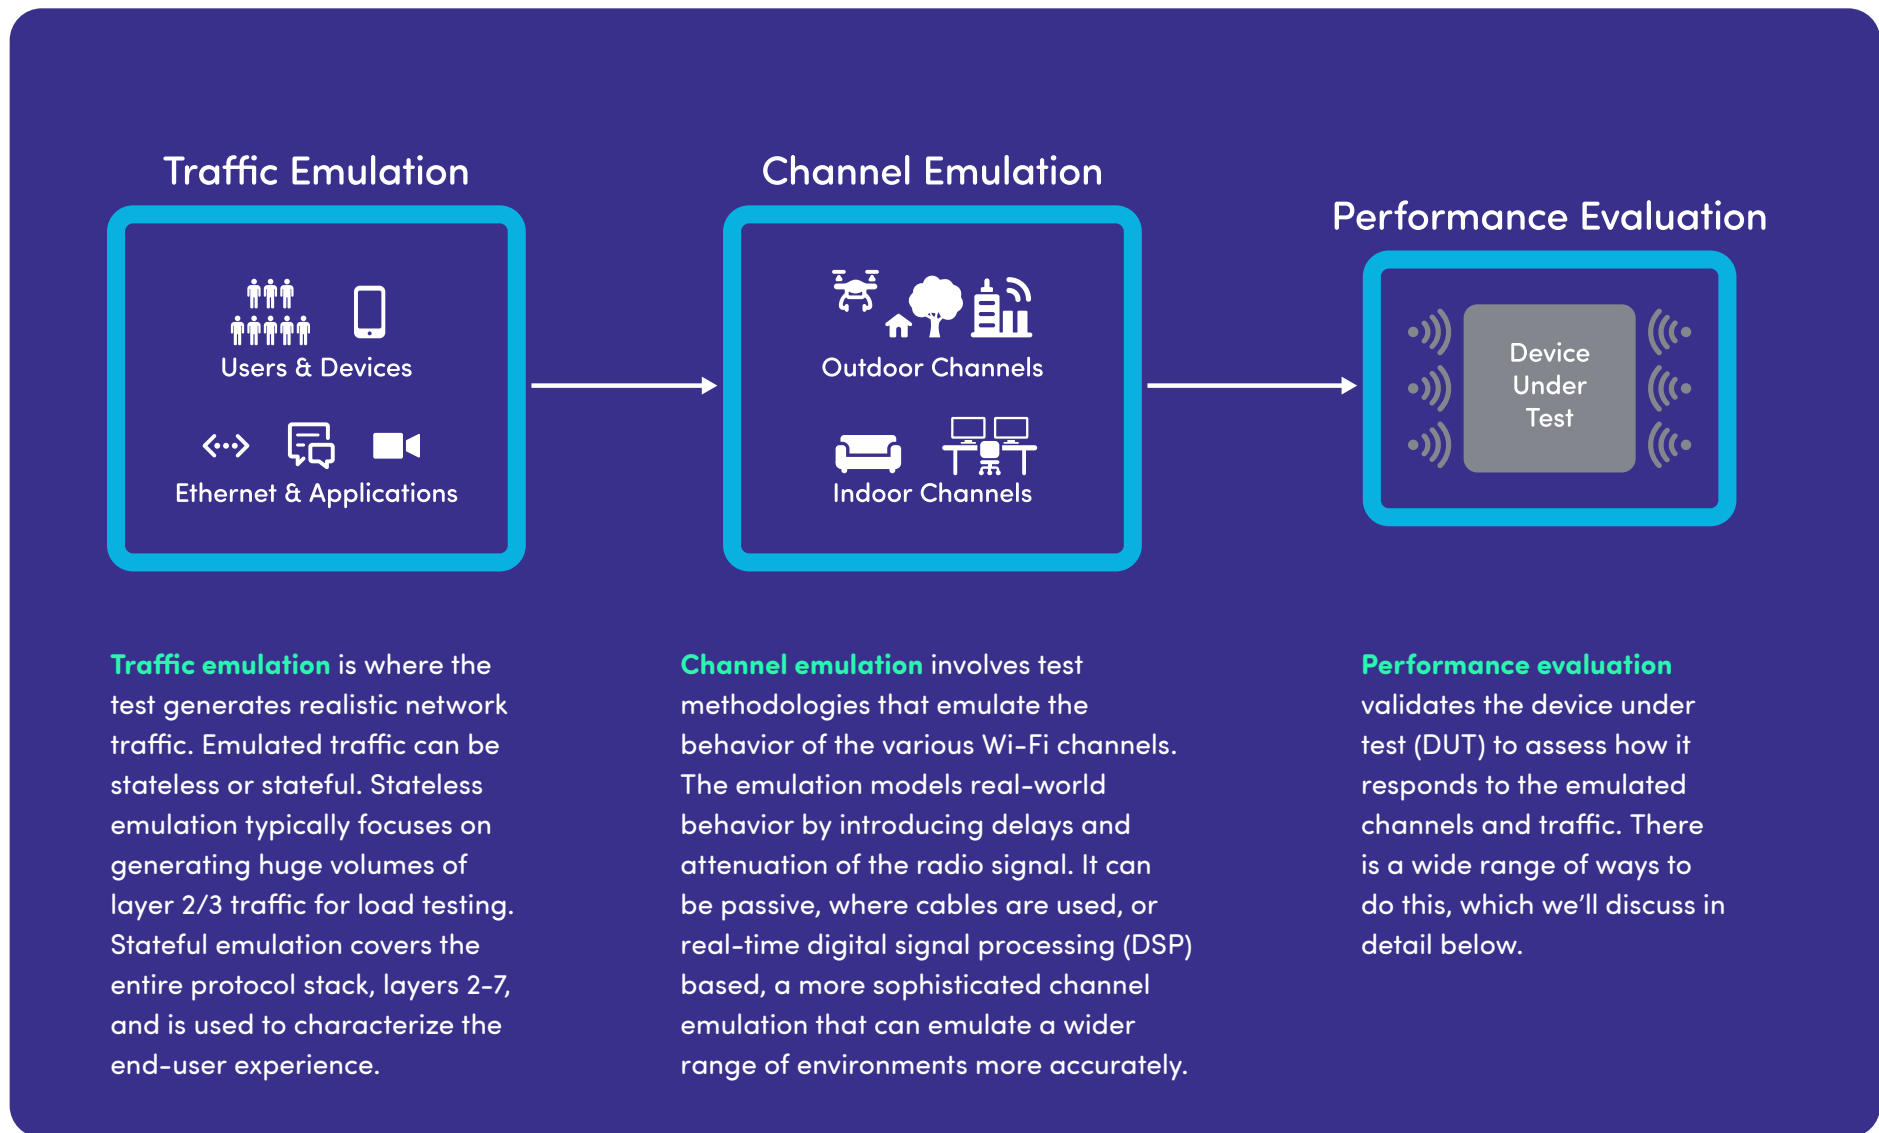 Traffic Emulation
Users & Devices
Ethernet & Applications
Channel Emulation
Outdoor Channels
Indoor Channels
Performance Evaluation
Device
Under
Test
Traffic emulation is where the
test generates realistic network
traffic. Emulated traffic can be
stateless or stateful. Stateless
emulation typically focuses on
generating huge volumes of
layer 2/3 traffic for load testing.
Stateful emulation covers the
entire protocol stack, layers 2-7,
and is used to characterize the
end-user experience.
Channel emulation involves test
methodologies that emulate the
behavior of the various Wi-Fi channels.
The emulation models real-world
behavior by introducing delays and
attenuation of the radio signal. It can
be passive, where cables are used, or
real-time digital signal processing (DSP)
based, a more sophisticated channel
emulation that can emulate a wider
range of environments more accurately.
Performance evaluation
validates the device under
test (DUT) to assess how it
responds to the emulated
channels and traffic. There
is a wide range of ways to
do this, which we’ll discuss in
detail below.